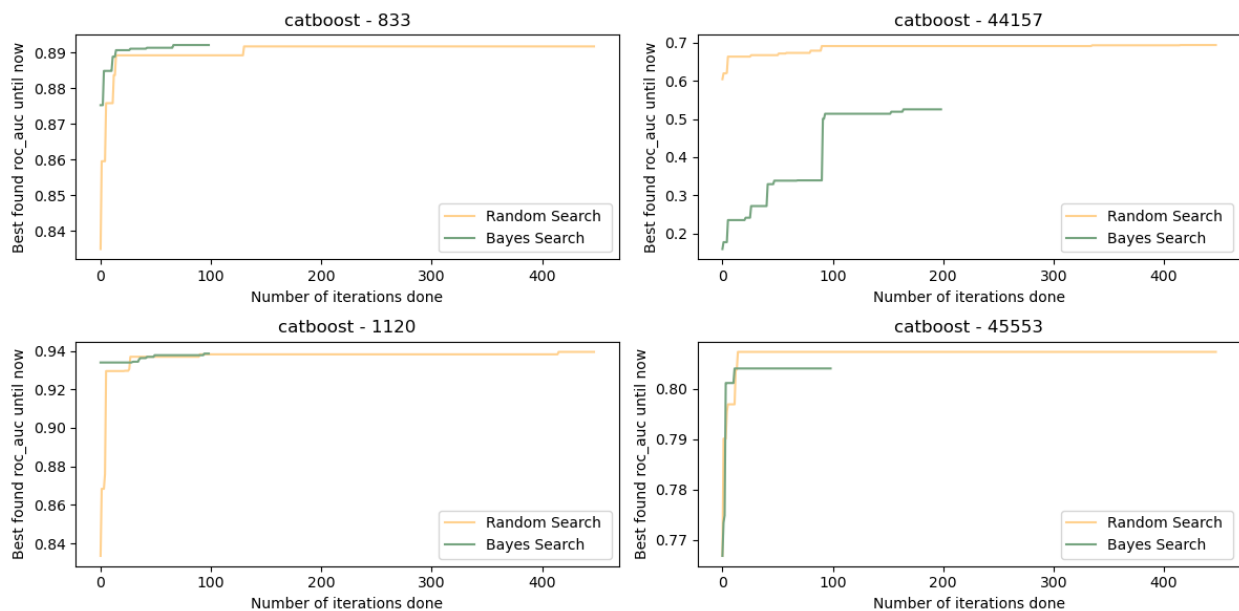 catboost - 833
Best found roc_auc until now
0.89
0.88
0.87
0.86
0.85
0.84
Random Search
Bayes Search
0
100
200
300
400
Number of iterations done
catboost - 44157
Best found roc_auc until now
0.7
0.6
0.5
0.4
0.3
0.2
Random Search
Bayes Search
0
100
200
300
400
Number of iterations done
catboost - 1120
Best found roc_auc until now
0.94
0.92
0.90
0.88
0.86
0.84
Random Search
Bayes Search
0
100
200
300
400
Number of iterations done
catboost - 45553
Best found roc_auc until now
0.80
0.79
0.78
0.77
Random Search
Bayes Search
0
100
200
300
400
Number of iterations done